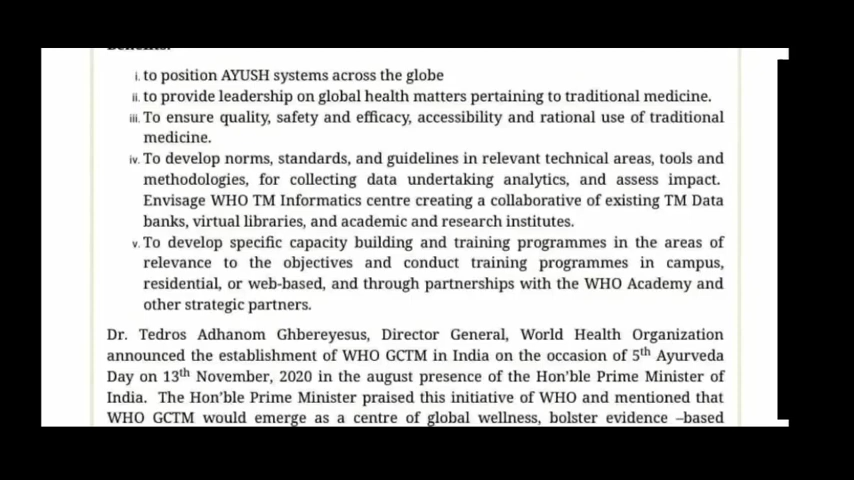 Benefits:
i. to position AYUSH systems across the globe
ii. to provide leadership on global health matters pertaining to traditional medicine.
iii. To ensure quality, safety and efficacy, accessibility and rational use of traditional
medicine.
iv. To develop norms, standards, and guidelines in relevant technical areas, tools and
methodologies, for collecting data undertaking analytics, and assess impact.
Envisage WHO TM Informatics centre creating a collaborative of existing TM Data
banks, virtual libraries, and academic and research institutes.
v. To develop specific capacity building and training programmes in the areas of
relevance to the objectives and conduct training programmes in campus,
residential, or web-based, and through partnerships with the WHO Academy and
other strategic partners.
Dr. Tedros Adhanom Ghbereyesus, Director General, World Health Organization
announced the establishment of WHO GCTM in India on the occasion of 5th Ayurveda
Day on 13th November, 2020 in the august presence of the Hon'ble Prime Minister of
India. The Hon'ble Prime Minister praised this initiative of WHO and mentioned that
WHO GCTM would emerge as a centre of global wellness, bolster evidence –based